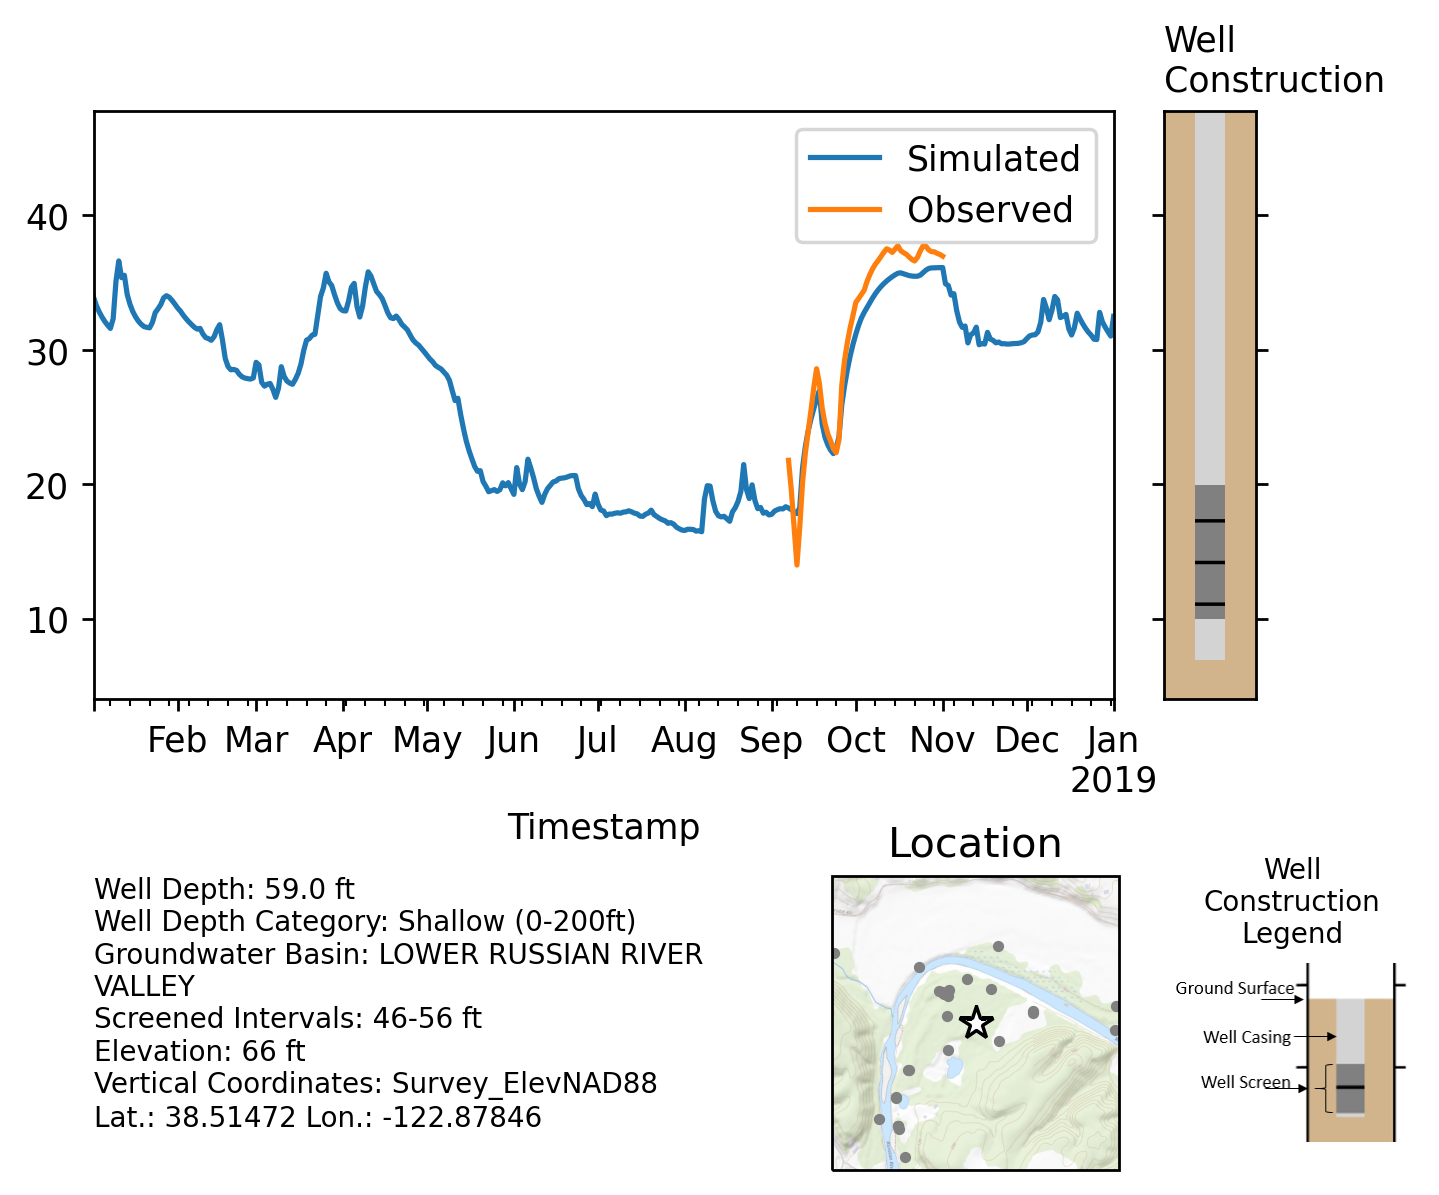 Well
Construction
Simulated
Observed
40
30
20
10
Feb Mar Apr May Jun Jul Aug Sep Oct Nov Dec Jan
2019
Timestamp
Well Depth: 59.0 ft
Well Depth Category: Shallow (0-200ft)
Groundwater Basin: LOWER RUSSIAN RIVER
VALLEY
Screened Intervals: 46-56 ft
Elevation: 66 ft
Vertical Coordinates: Survey_ElevNAD88
Lat.: 38.51472 Lon.: -122.87846
Location
Well
Construction
Legend
Ground Surface
Well Casing
Well Screen